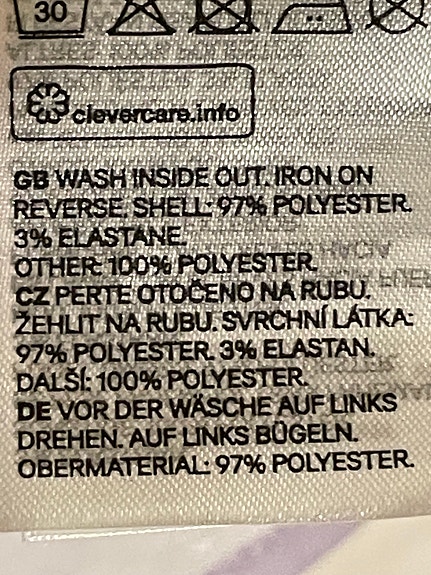 30
clevercare.info
GB WASH INSIDE OUT. IRON ON
REVERSE. SHELL: 97% POLYESTER.
3% ELASTANE.
OTHER: 100% POLYESTER.
CZ PERTE OTOČENO NA RUBU.
ŽEHLIT NA RUBU. SVRCHNÍ LÁTKA:
97% POLYESTER. 3% ELASTAN.
DALŠÍ: 100% POLYESTER.
DE VOR DER WÄSCHE AUF LINKS
DREHEN. AUF LINKS BÜGELN.
OBERMATERIAL: 97% POLYESTER.